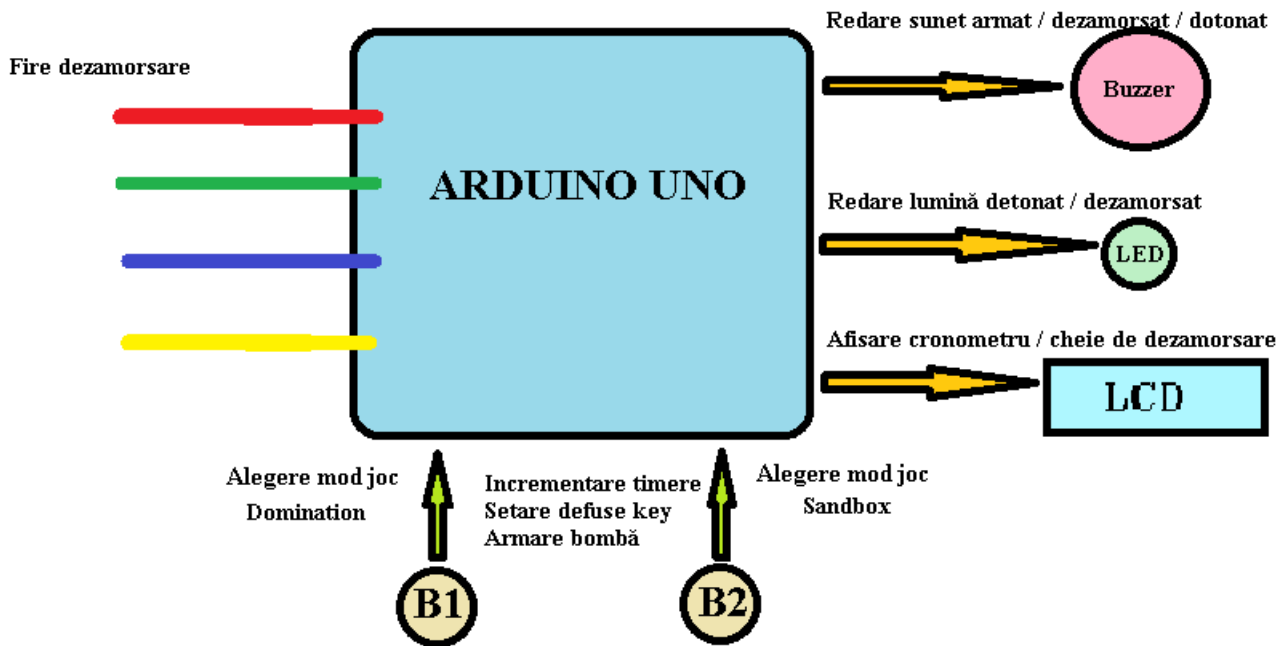 Redare sunet armat / dezamorsat / dotonat
Fire dezamorsare
Buzzer
ARDUINO UNO
Redare lumină detonat / dezamorsat
LED
Afisare cronometru / cheie de dezamorsare
LCD
Alegere mod joc
Domination
Incrementare timere
Setare defuse key
Armare bombă
Alegere mod joc
Sandbox
B1
B2